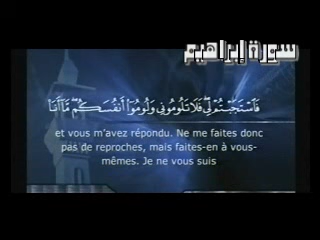 سورة إبراهيم
فَاسْتَجَبْتُمْ لِي فَلَا تَلُومُونِي وَلُومُوا أَنْفُسَكُمْ مَا أَنَا
et vous m'avez répondu. Ne me faites donc
pas de reproches, mais faites-en à vous-
mêmes. Je ne vous suis